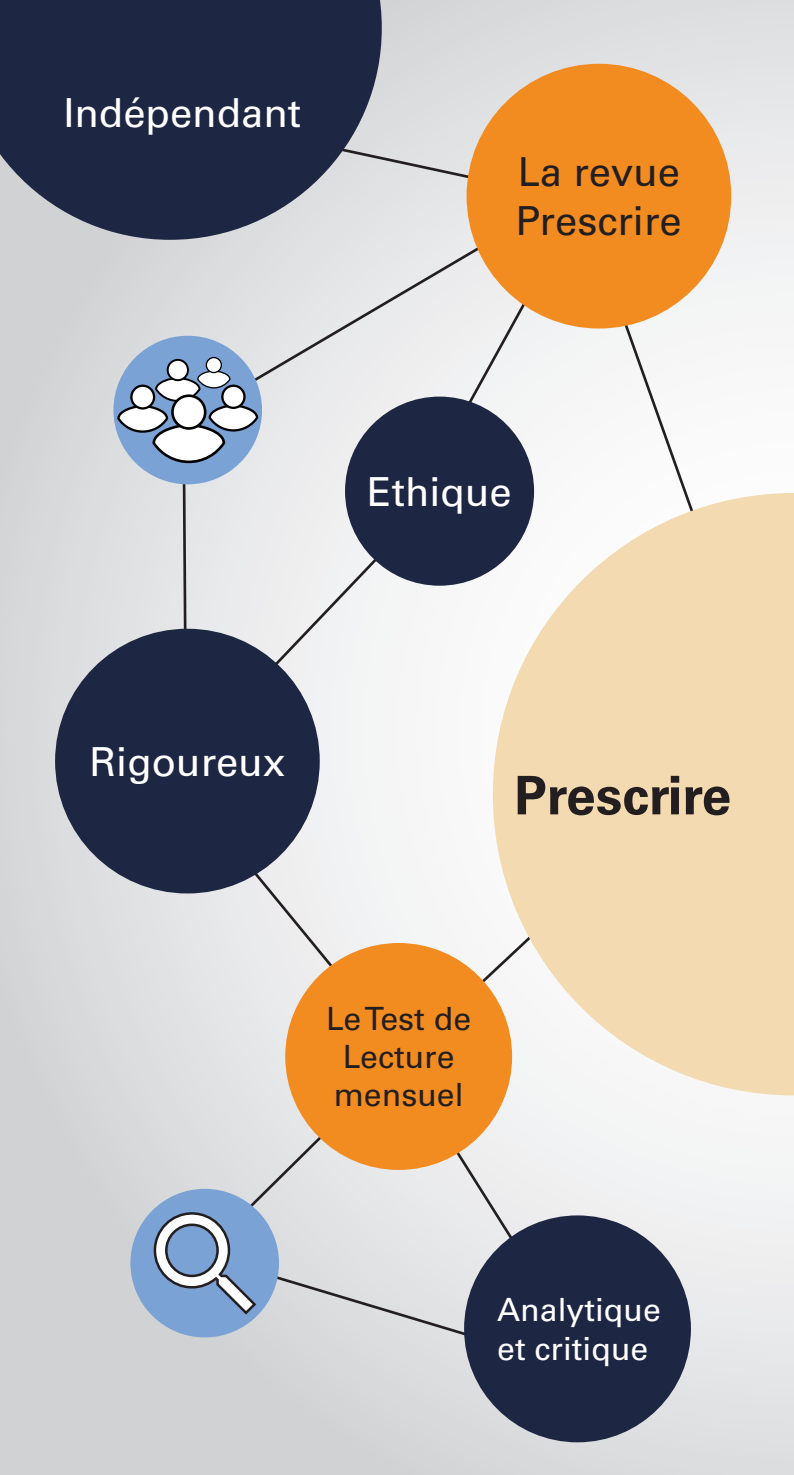 Indépendant
La revue
Prescrire
Ethique
Rigoureux
Prescrire
Le Test de
Lecture
mensuel
Analytique
et critique